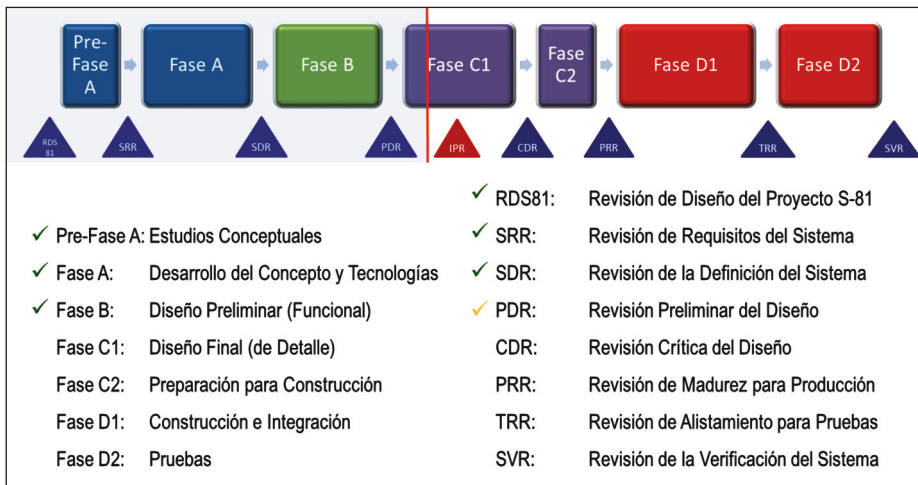 Pre-
Fase
A
Fase A
Fase B
Fase C1
Fase
C2
Fase D1
Fase D2
RDS
81
SRR
SDR
PDR
IPR
CDR
PRR
TRR
SVR
Pre-Fase A: Estudios Conceptuales
Fase A: Desarrollo del Concepto y Tecnologías
Fase B: Diseño Preliminar (Funcional)
Fase C1: Diseño Final (de Detalle)
Fase C2: Preparación para Construcción
Fase D1: Construcción e Integración
Fase D2: Pruebas
RDS81: Revisión de Diseño del Proyecto S-81
SRR: Revisión de Requisitos del Sistema
SDR: Revisión de la Definición del Sistema
PDR: Revisión Preliminar del Diseño
CDR: Revisión Crítica del Diseño
PRR: Revisión de Madurez para Producción
TRR: Revisión de Alistamiento para Pruebas
SVR: Revisión de la Verificación del Sistema